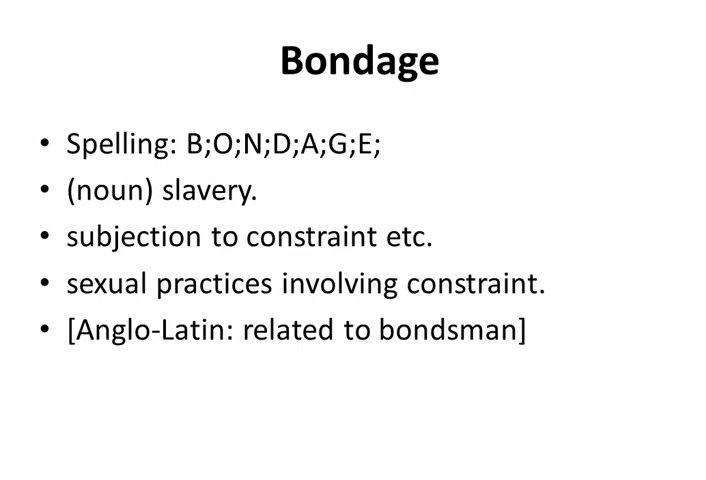 Bondage
• Spelling: B;O;N;D;A;G;E;
• (noun) slavery.
• subjection to constraint etc.
• sexual practices involving constraint.
• [Anglo-Latin: related to bondsman]